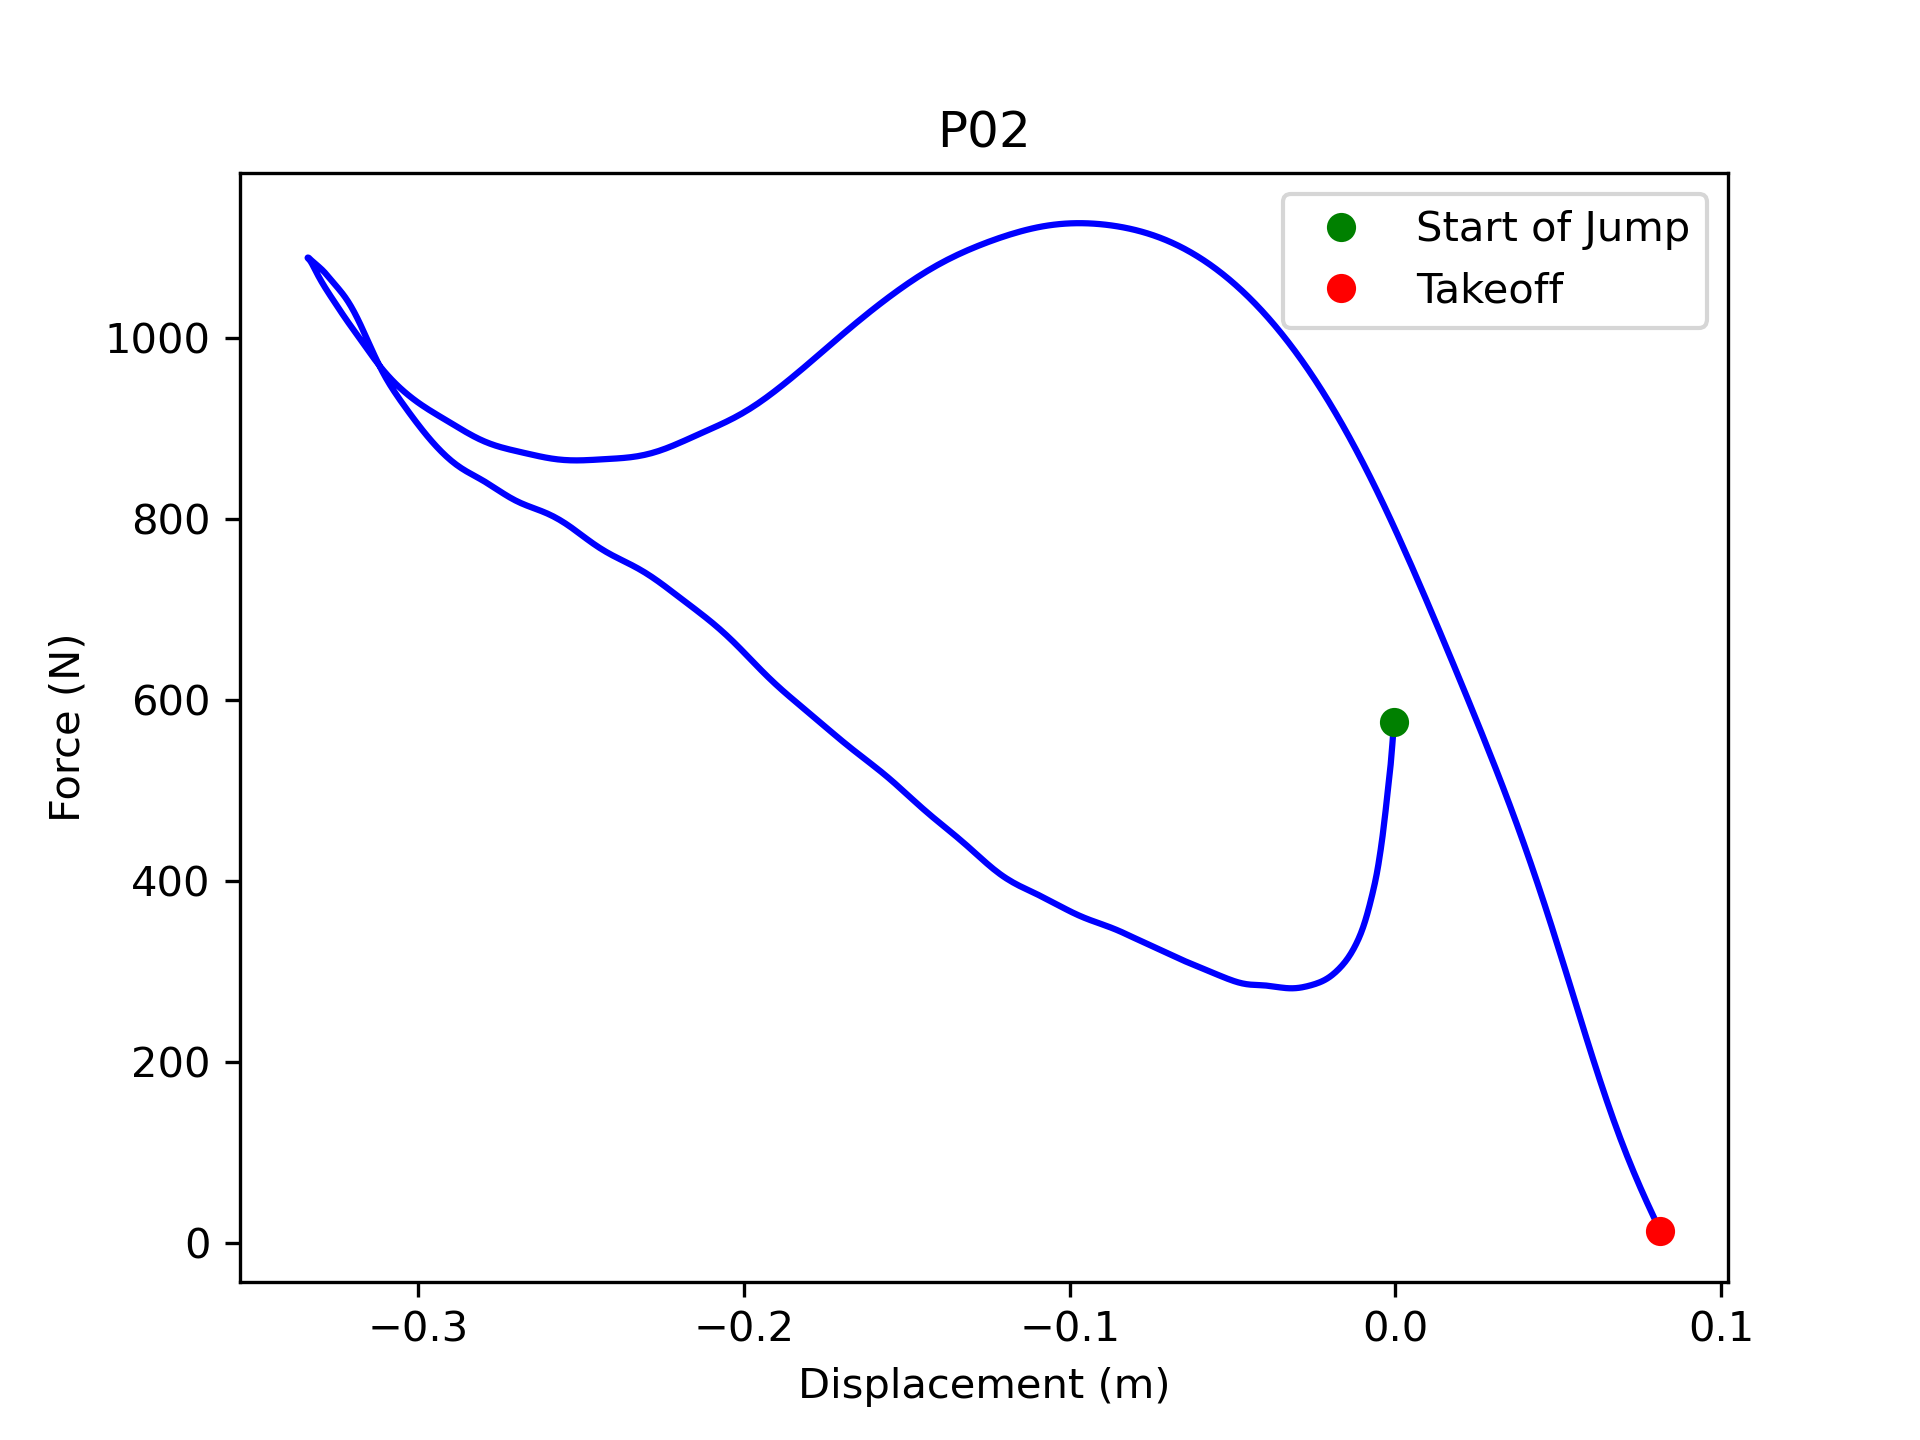 P02
Start of Jump
Takeoff
Force (N)
1000
800
600
400
200
0
−0.3 −0.2 −0.1 0.0 0.1
Displacement (m)